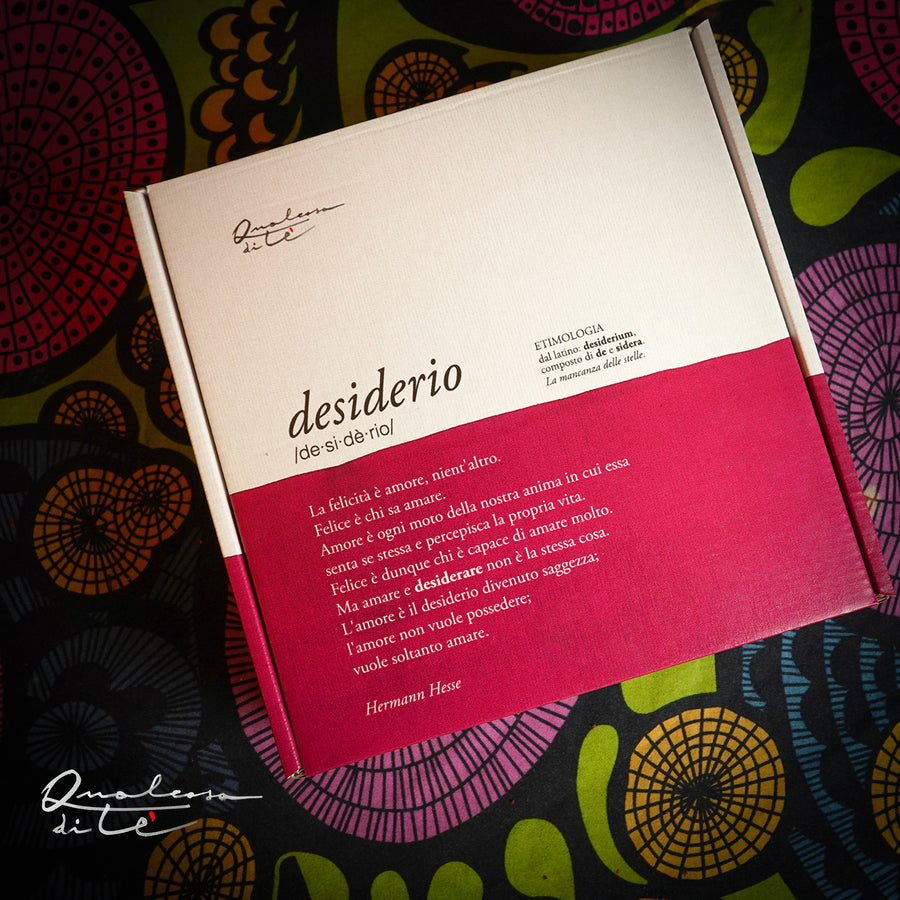 Qualcosa
di tè
ETIMOLOGIA
dal latino: desiderium,
composto di de e sidera.
La mancanza delle stelle.
desiderio
/de·si·dè·rio/
La felicità è amore, nient'altro.
Felice è chi sa amare.
Amore è ogni moto della nostra anima in cui essa
senta se stessa e percepisca la propria vita.
Felice è dunque chi è capace di amare molto.
Ma amare e desiderare non è la stessa cosa.
L'amore è il desiderio divenuto saggezza;
l'amore non vuole possedere;
vuole soltanto amare.
Hermann Hesse
Qualcosa
di tè